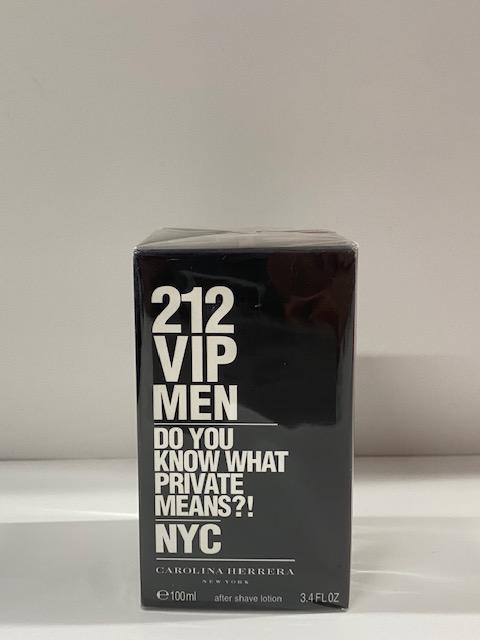 212
VIP
MEN
DO YOU
KNOW WHAT
PRIVATE
MEANS?!
NYC
CAROLINA HERRERA
NEW YORK
℮100ml after shave lotion 3.4 FL OZ